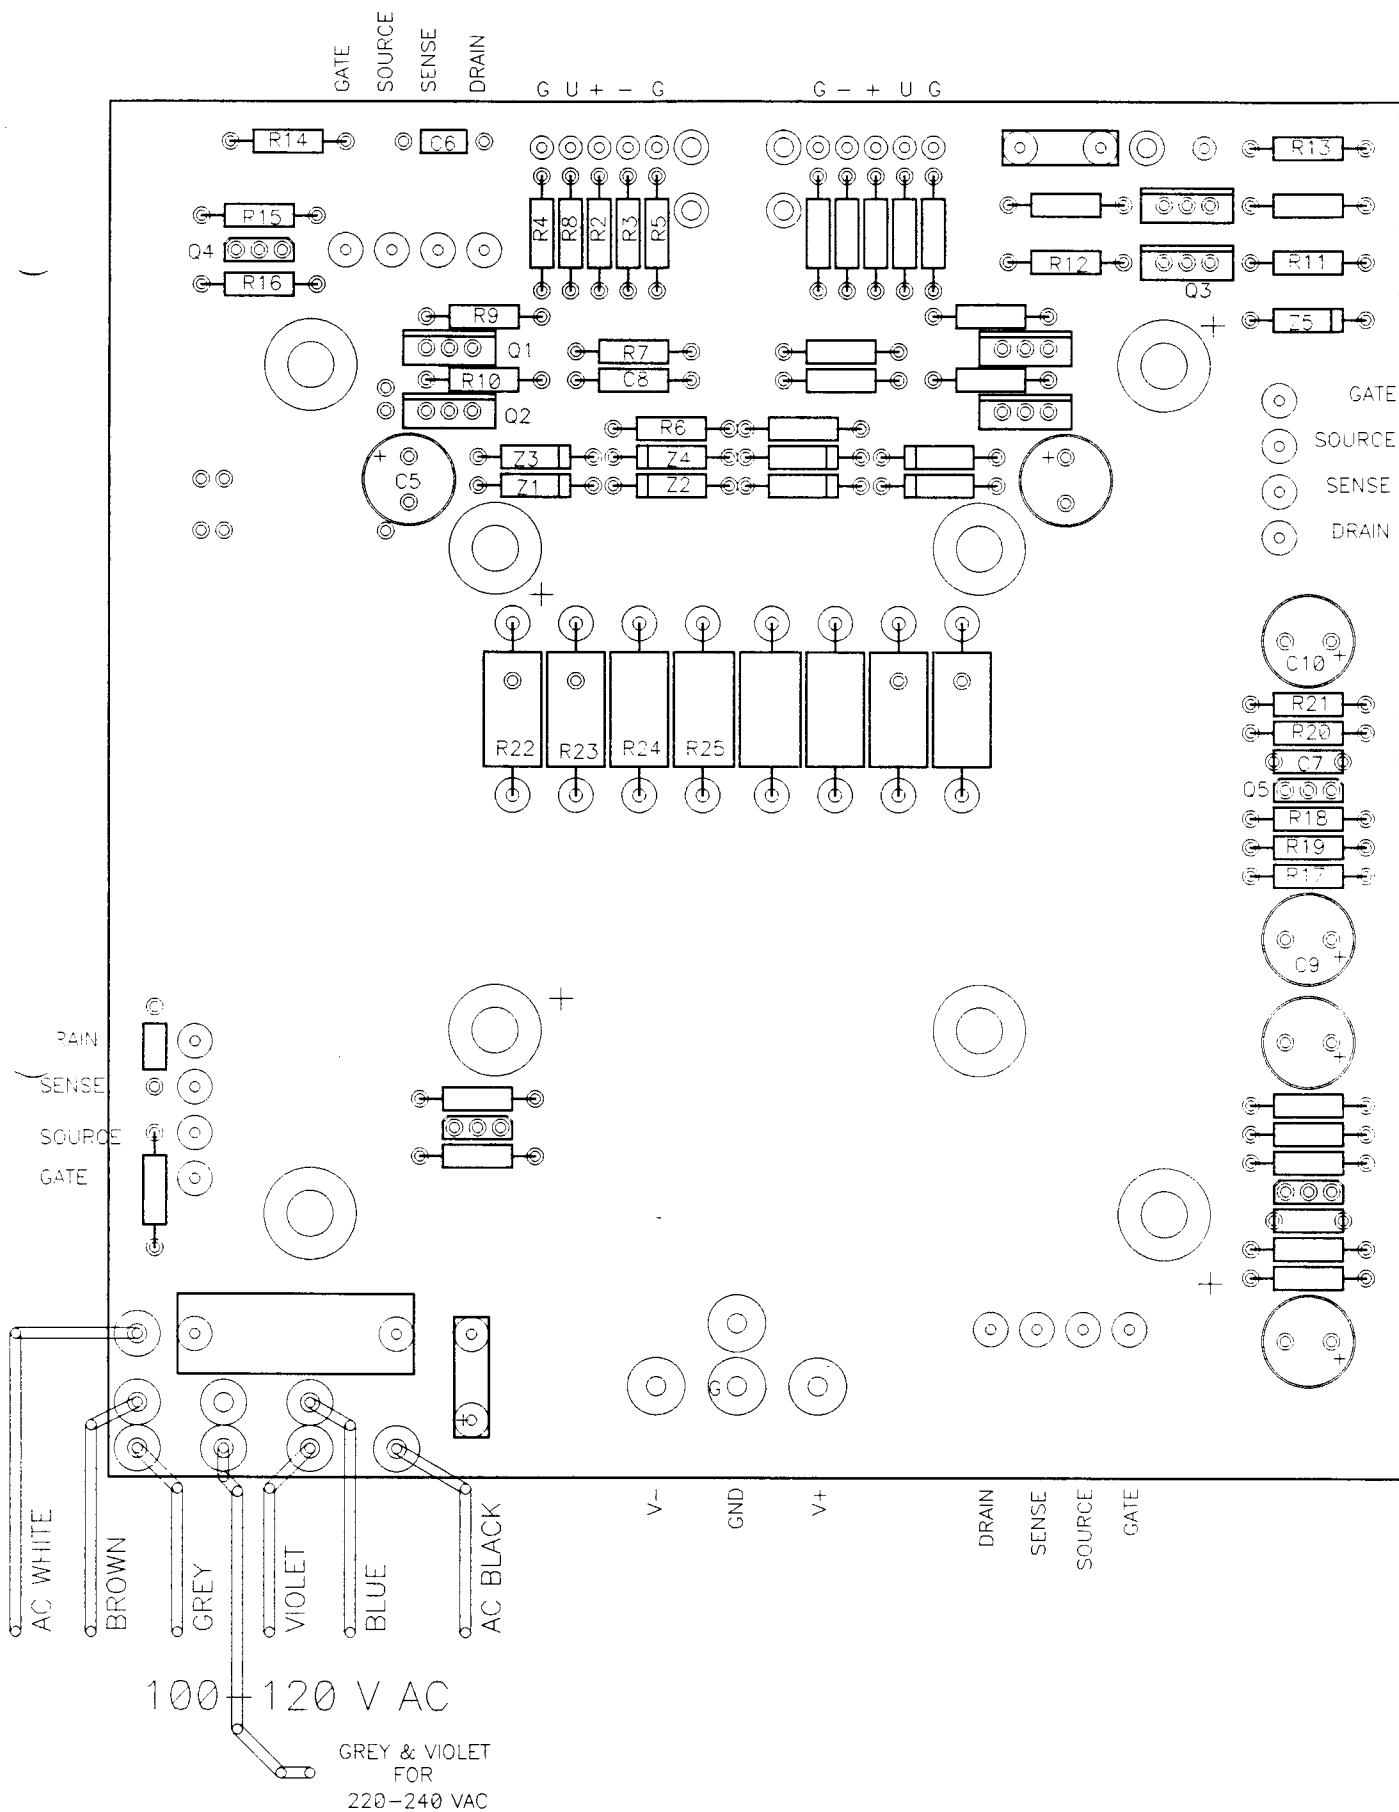 GATE
SOURCE
SENSE
DRAIN
G U + - G
G - + U G
R14
C6
R13
R15
Q4
R16
R4
R8
R2
R3
R5
R12
R11
Q3
R9
Q1
R7
Z5
R10
C8
Q2
R6
+
C5
Z3
Z4
Z1
Z2
+
+
+
GATE
SOURCE
SENSE
DRAIN
C10
+
R21
R20
C7
Q5
R18
R19
R17
C9
+
R22
R23
R24
R25
+
+
RAIN
SENSE
SOURCE
GATE
+
+
+
G
V-
GND
V+
DRAIN
SENSE
SOURCE
GATE
AC WHITE
BROWN
GREY
VIOLET
BLUE
AC BLACK
100-120 V AC
GREY & VIOLET
FOR
220-240 VAC